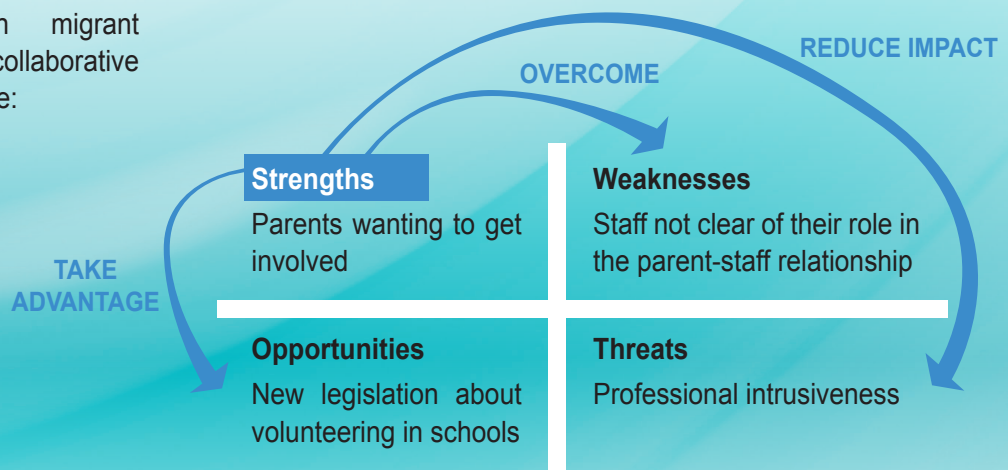 migrant
collaborative
REDUCE IMPACT
OVERCOME
Strengths
Parents wanting to get
involved
Weaknesses
Staff not clear of their role in
the parent-staff relationship
TAKE
ADVANTAGE
Opportunities
New legislation about
volunteering in schools
Threats
Professional intrusiveness